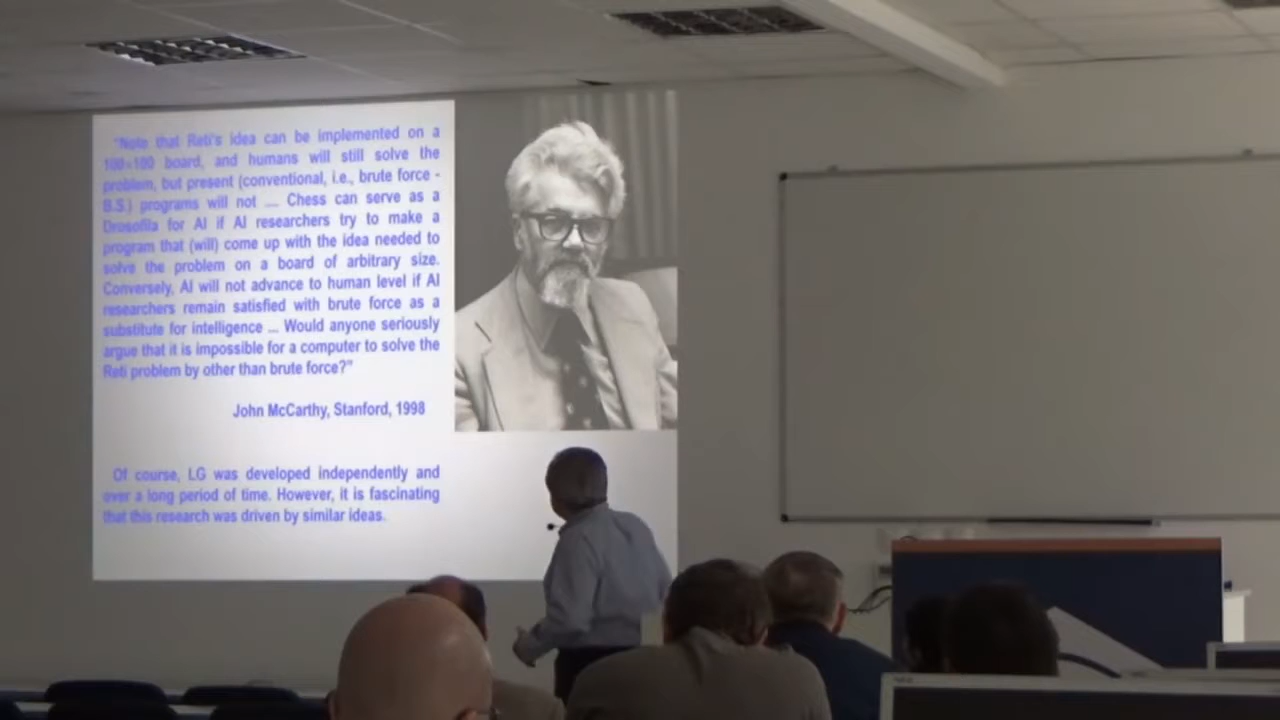 "Note that Reti's idea can be implemented on a
100×100 board, and humans will still solve the
problem, but present (conventional, i.e., brute force -
B.S.) programs will not ... Chess can serve as a
Drosofila for AI if AI researchers try to make a
program that (will) come up with the idea needed to
solve the problem on a board of arbitrary size.
Conversely, AI will not advance to human level if AI
researchers remain satisfied with brute force as a
substitute for intelligence ... Would anyone seriously
argue that it is impossible for a computer to solve the
Reti problem by other than brute force?"
John McCarthy, Stanford, 1998
Of course, LG was developed independently and
over a long period of time. However, it is fascinating
that this research was driven by similar ideas.
NEC